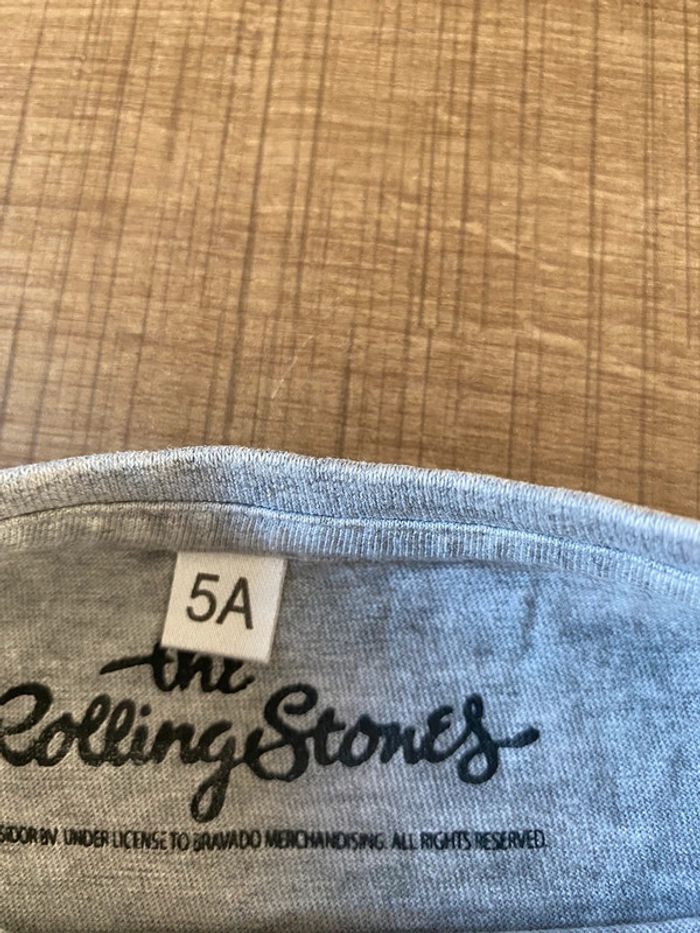 5A
the
Rolling Stones
BV. UNDER LICENSE TO BRAVADO MERCHANDISING. ALL RIGHTS RESERVED.